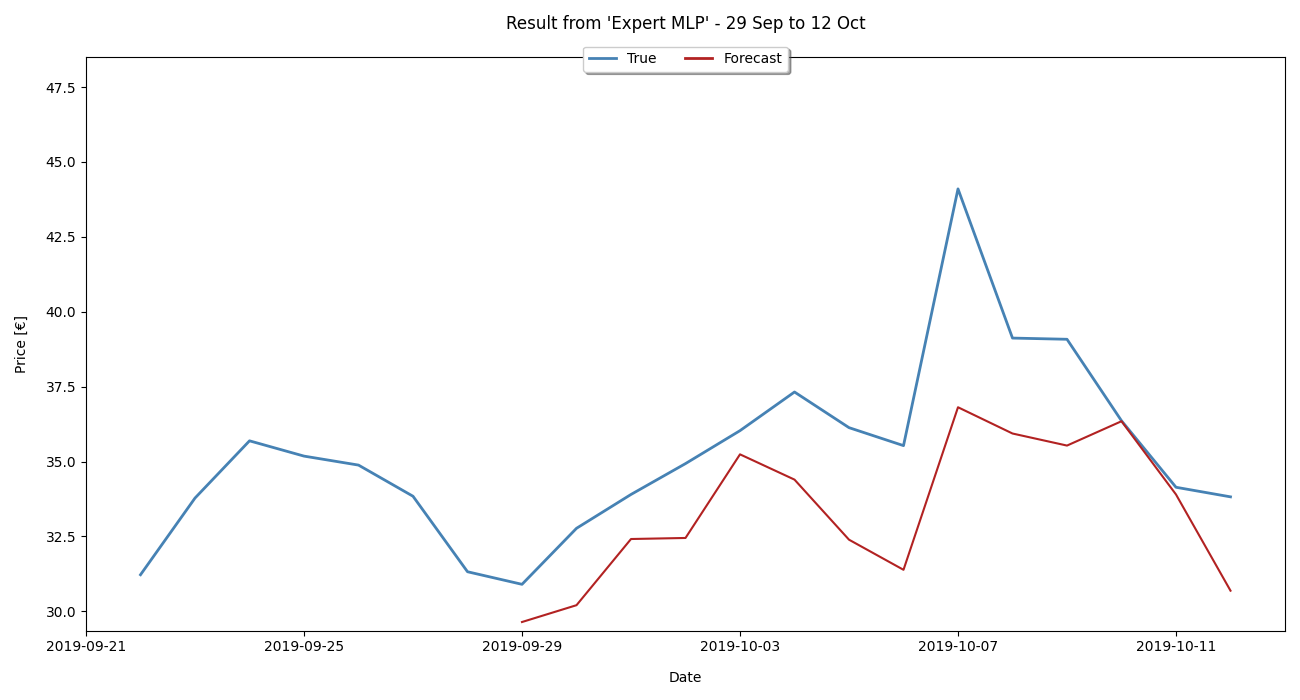 Result from 'Expert MLP' - 29 Sep to 12 Oct
True Forecast
47.5
45.0
42.5
40.0
37.5
35.0
32.5
30.0
Price [€]
2019-09-21 2019-09-25 2019-09-29 2019-10-03 2019-10-07 2019-10-11
Date